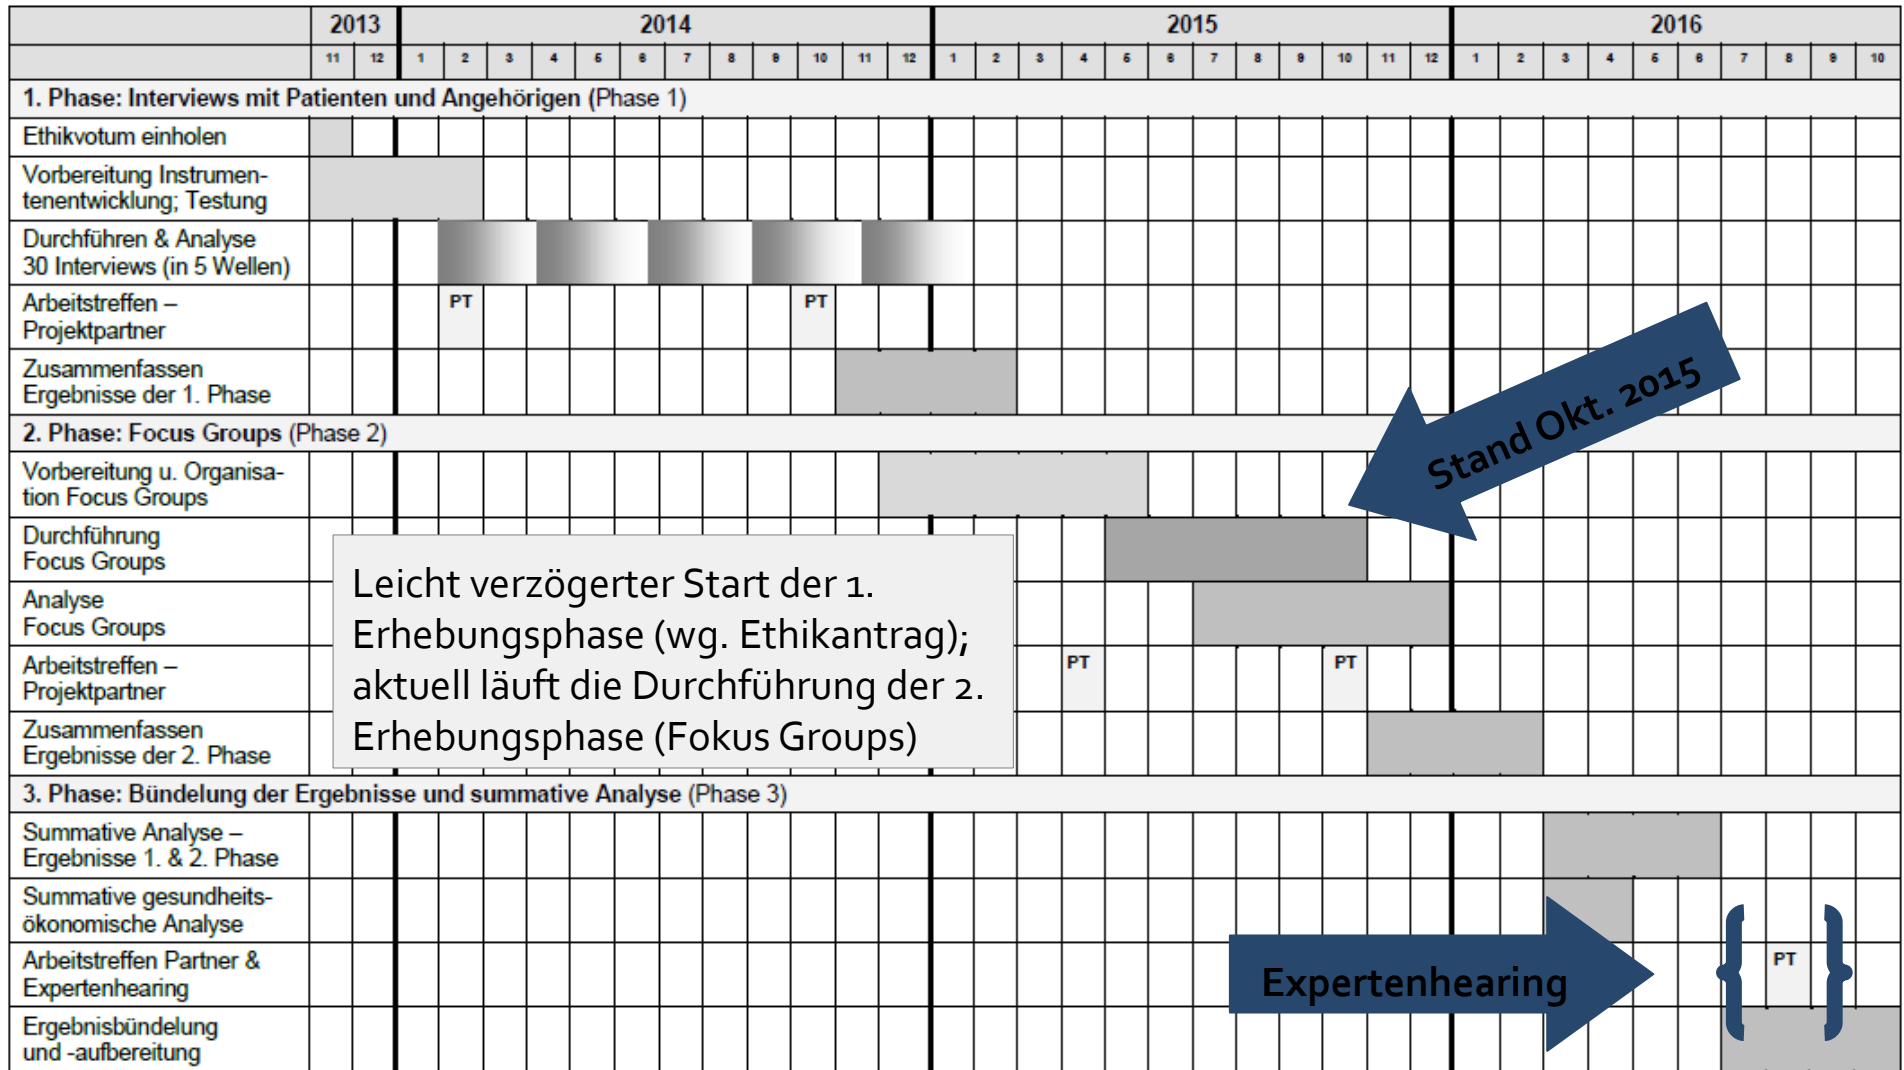 2013 2014 2015 2016
11 12 1 2 3 4 5 6 7 8 9 10 11 12 1 2 3 4 5 6 7 8 9 10 11 12 1 2 3 4 5 6 7 8 9 10
1. Phase: Interviews mit Patienten und Angehörigen (Phase 1)
Ethikvotum einholen
Vorbereitung Instrumen-
tenentwicklung; Testung
Durchführen & Analyse
30 Interviews (in 5 Wellen)
Arbeitstreffen –
Projektpartner
PT PT
Zusammenfassen
Ergebnisse der 1. Phase
Stand Okt. 2015
2. Phase: Focus Groups (Phase 2)
Vorbereitung u. Organisa-
tion Focus Groups
Durchführung
Focus Groups
Analyse
Focus Groups
Leicht verzögerter Start der 1.
Erhebungsphase (wg. Ethikantrag);
aktuell läuft die Durchführung der 2.
Erhebungsphase (Fokus Groups)
Arbeitstreffen –
Projektpartner
PT PT
Zusammenfassen
Ergebnisse der 2. Phase
3. Phase: Bündelung der Ergebnisse und summative Analyse (Phase 3)
Summative Analyse –
Ergebnisse 1. & 2. Phase
Summative gesundheits-
ökonomische Analyse
Arbeitstreffen Partner &
Expertenhearing
Expertenhearing
{ PT }
Ergebnisbündelung
und -aufbereitung